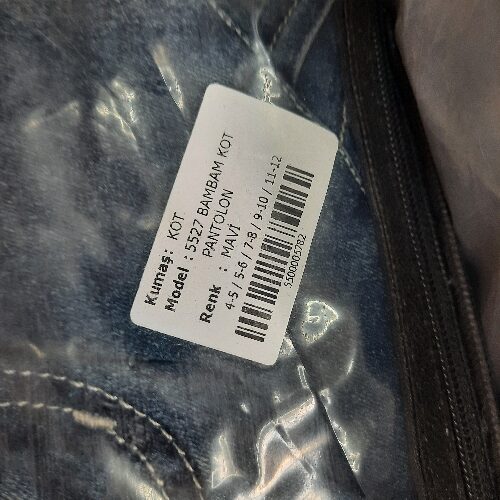 Kumaş: KOT
Model : 5527 BAMBAM KOT
PANTOLON
Renk : MAVİ
4-5 / 5-6 / 7-8 / 9-10 / 11-12
5500005702